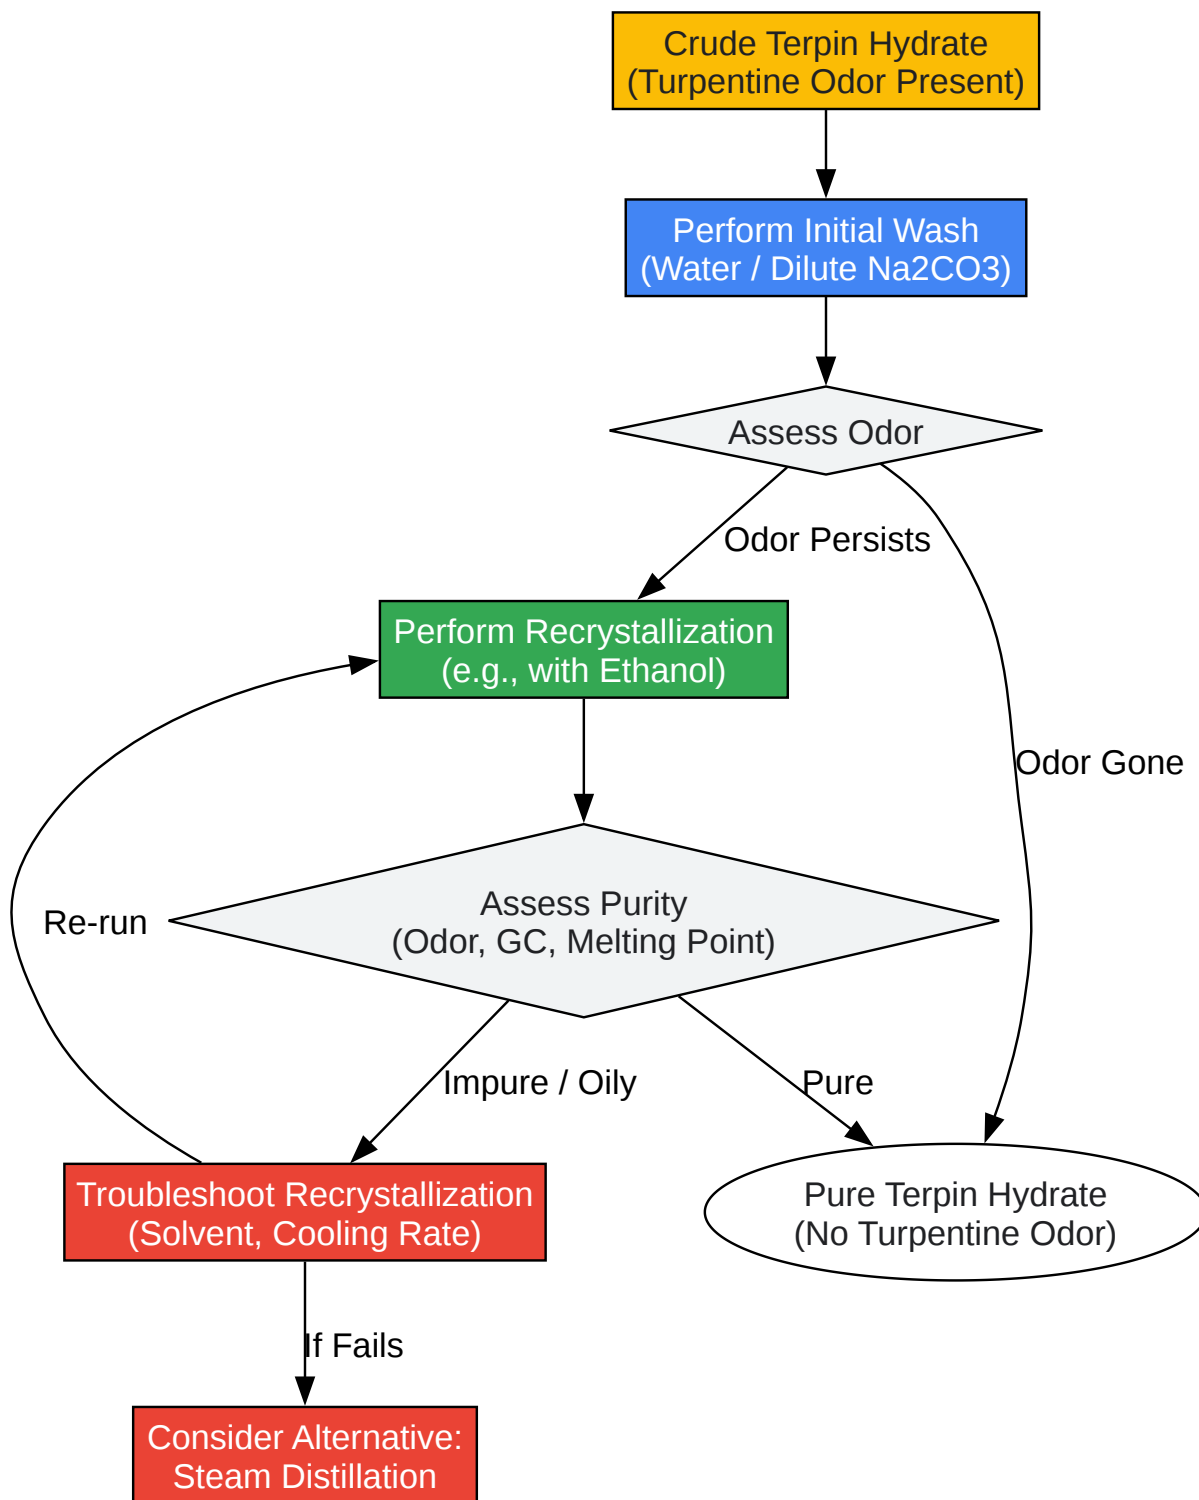 Crude Terpin Hydrate
(Turpentine Odor Present)
Perform Initial Wash
(Water / Dilute Na2CO3)
Assess Odor
Odor Persists
Perform Recrystallization
(e.g., with Ethanol)
Odor Gone
Assess Purity
(Odor, GC, Melting Point)
Re-run
Impure / Oily
Pure
Troubleshoot Recrystallization
(Solvent, Cooling Rate)
Pure Terpin Hydrate
(No Turpentine Odor)
If Fails
Consider Alternative:
Steam Distillation